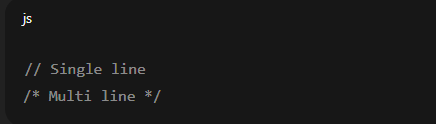 js
// Single line
/* Multi line */